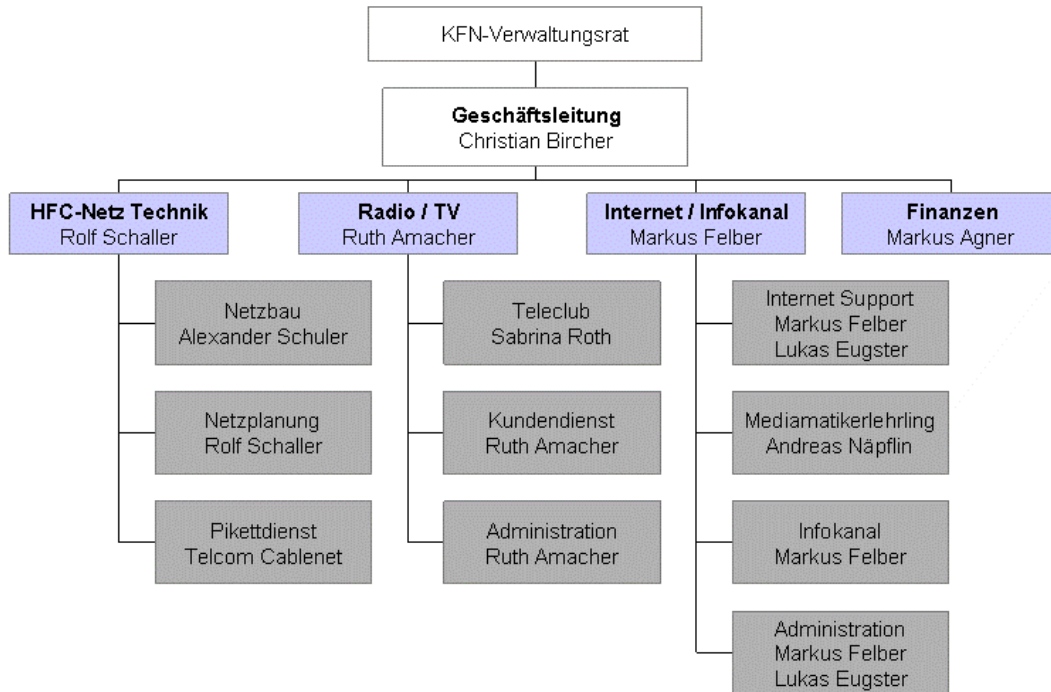 KFN-Verwaltungsrat
Geschäftsleitung
Christian Bircher
HFC-Netz Technik
Rolf Schaller
Radio / TV
Ruth Amacher
Internet / Infokanal
Markus Felber
Finanzen
Markus Agner
Netzbau
Alexander Schuler
Netzplanung
Rolf Schaller
Pikettdienst
Telcom Cablenet
Teleclub
Sabrina Roth
Kundendienst
Ruth Amacher
Administration
Ruth Amacher
Internet Support
Markus Felber
Lukas Eugster
Mediamatikerlehrling
Andreas Näpflin
Infokanal
Markus Felber
Administration
Markus Felber
Lukas Eugster